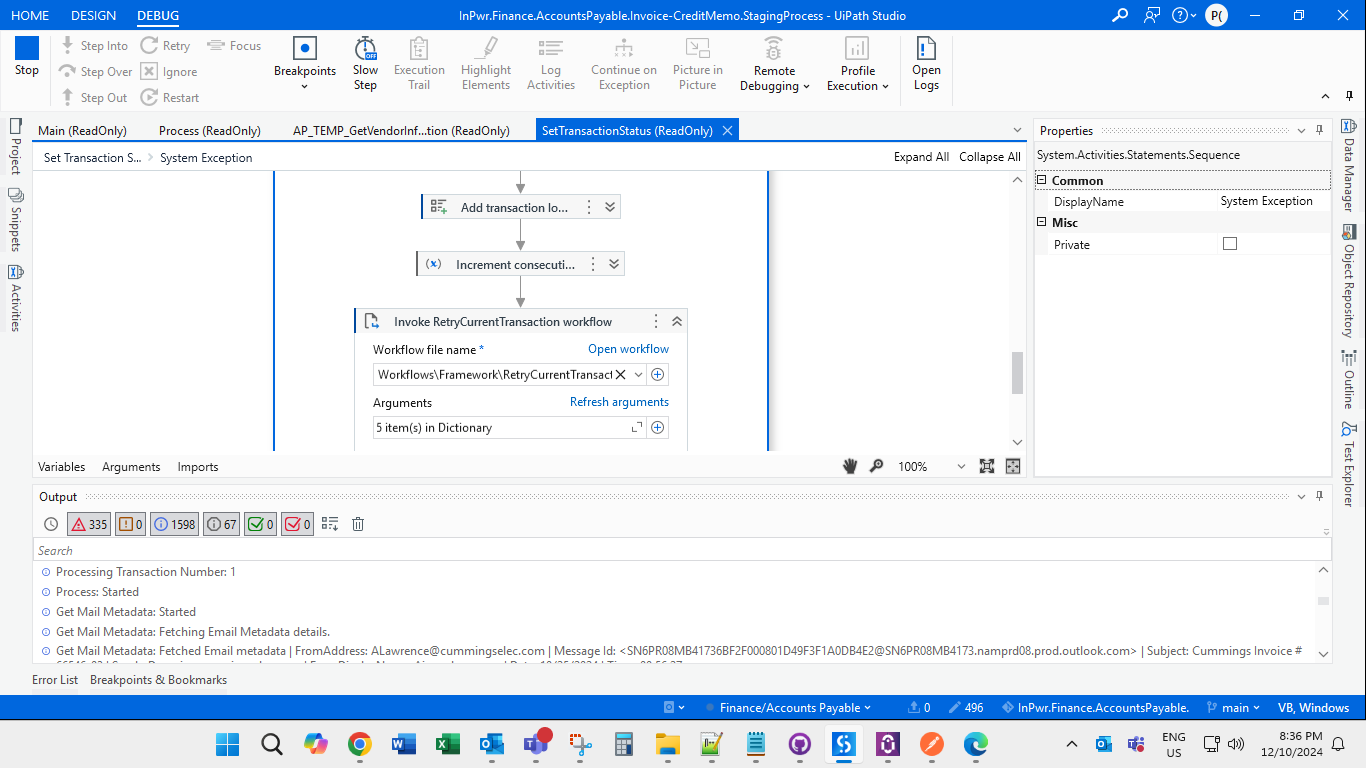 HOME DESIGN DEBUG InPwr.Finance.AccountsPayable.Invoice-CreditMemo.StagingProcess - UiPath Studio P(
Stop
Step Into
Step Over
Step Out
Retry
Ignore
Restart
Focus
Breakpoints
Slow Step
OFF
Execution Trail
Highlight Elements
Log Activities
Continue on Exception
Picture in Picture
Remote Debugging
Profile Execution
Open Logs
Project
Snippets
Activities
Main (ReadOnly) Process (ReadOnly) AP_TEMP_GetVendorInf...tion (ReadOnly) SetTransactionStatus (ReadOnly)
Set Transaction S... System Exception Expand All Collapse All
Add transaction lo...
(x) Increment consecuti...
Invoke RetryCurrentTransaction workflow
Workflow file name * Open workflow
Workflows\Framework\RetryCurrentTransact
Arguments Refresh arguments
5 item(s) in Dictionary
Variables Arguments Imports 100%
Properties
System.Activities.Statements.Sequence
Common
DisplayName System Exception
Misc
Private
Data Manager
Object Repository
Outline
Test Explorer
Output
335 0 1598 67 0 0
Search
Processing Transaction Number: 1
Process: Started
Get Mail Metadata: Started
Get Mail Metadata: Fetching Email Metadata details.
Get Mail Metadata: Fetched Email metadata | FromAddress: ALawrence@cummingselec.com | Message Id: <SN6PR08MB41736BF2F000801D49F3F1A0DB4E2@SN6PR08MB4173.namprd08.prod.outlook.com> | Subject: Cummings Invoice #
Error List Breakpoints & Bookmarks
Finance/Accounts Payable 0 496 InPwr.Finance.AccountsPayable. main VB, Windows
ENG US
8:36 PM
12/10/2024